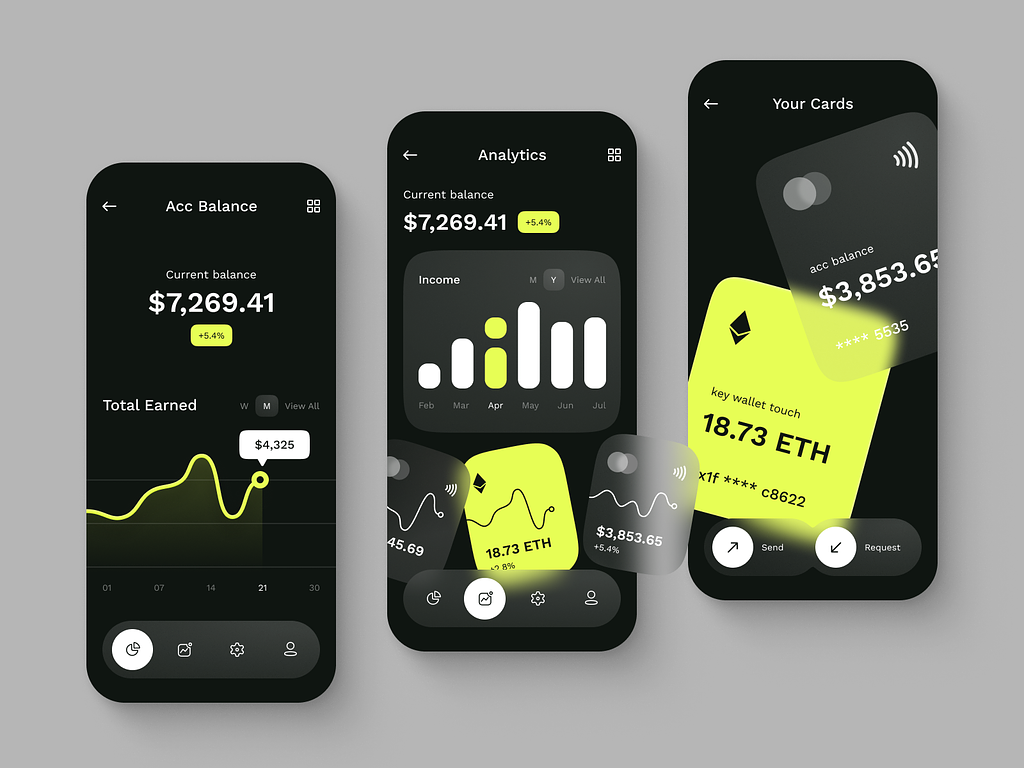 Acc Balance
Current balance
$7,269.41
+5.4%
Total Earned
W M View All
$4,325
01 07 14 21 30
Analytics
Current balance
$7,269.41 +5.4%
Income
M Y View All
Feb Mar Apr May Jun Jul
45.69
18.73 ETH
+2.8%
$3,853.65
+5.4%
Your Cards
acc balance
$3,853.65
**** 5535
key wallet touch
18.73 ETH
x1f **** c8622
Send
Request